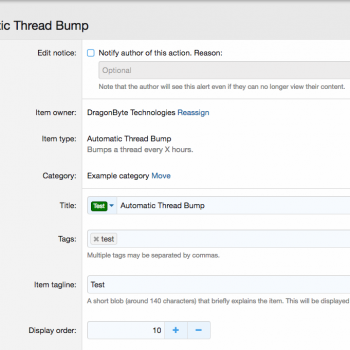 tic Thread Bump
Edit notice: Notify author of this action. Reason:
Optional
Note that the author will see this alert even if they can no longer view their content.
Item owner: DragonByte Technologies Reassign
Item type: Automatic Thread Bump
Bumps a thread every X hours.
Category: Example category Move
Title: Test Automatic Thread Bump
Tags: test
Multiple tags may be separated by commas.
Item tagline: Test
A short blob (around 140 characters) that briefly explains the item. This will be displayed
Display order: 10 + −